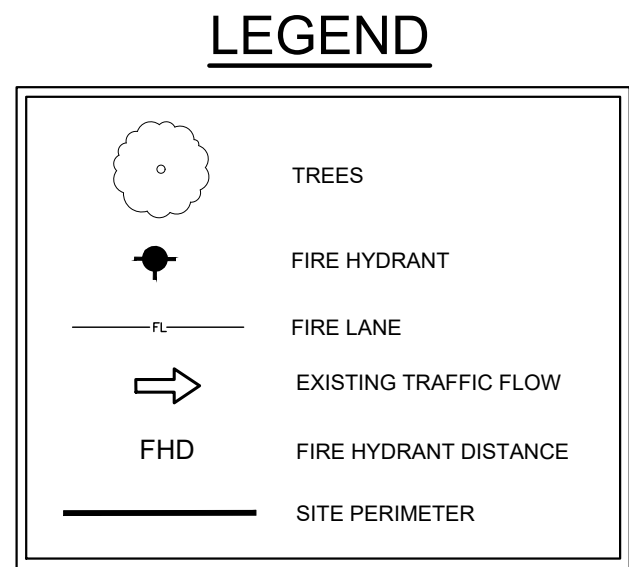 LEGEND
TREES
FIRE HYDRANT
FL FIRE LANE
EXISTING TRAFFIC FLOW
FHD FIRE HYDRANT DISTANCE
SITE PERIMETER